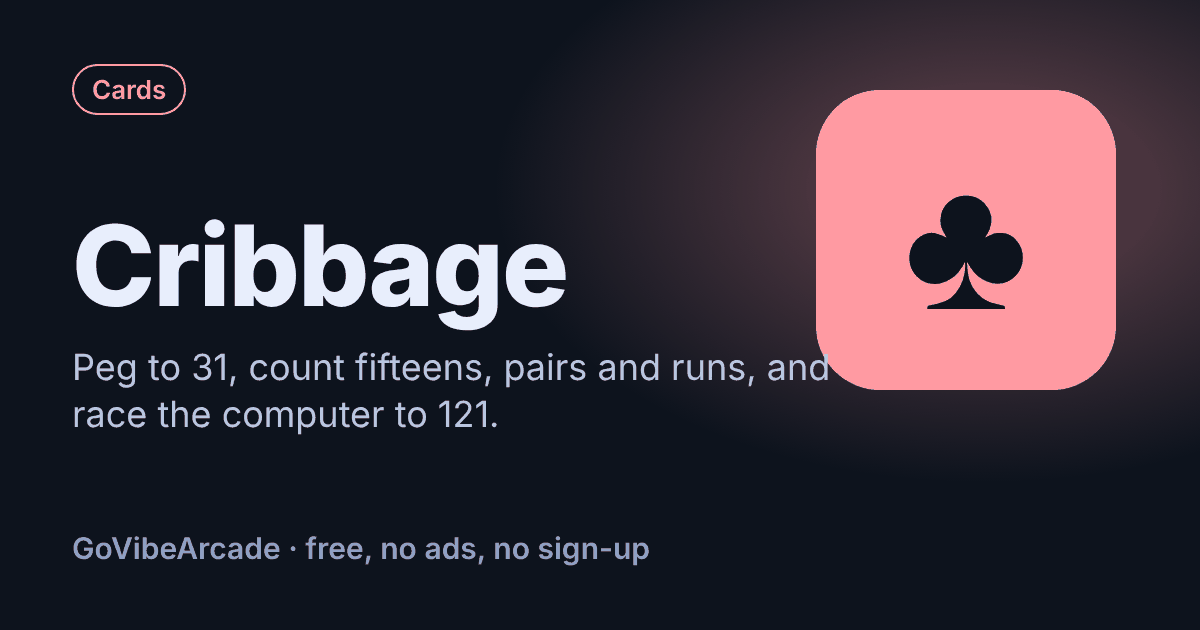 Cards
Cribbage
Peg to 31, count fifteens, pairs and runs, and
race the computer to 121.
GoVibeArcade · free, no ads, no sign-up